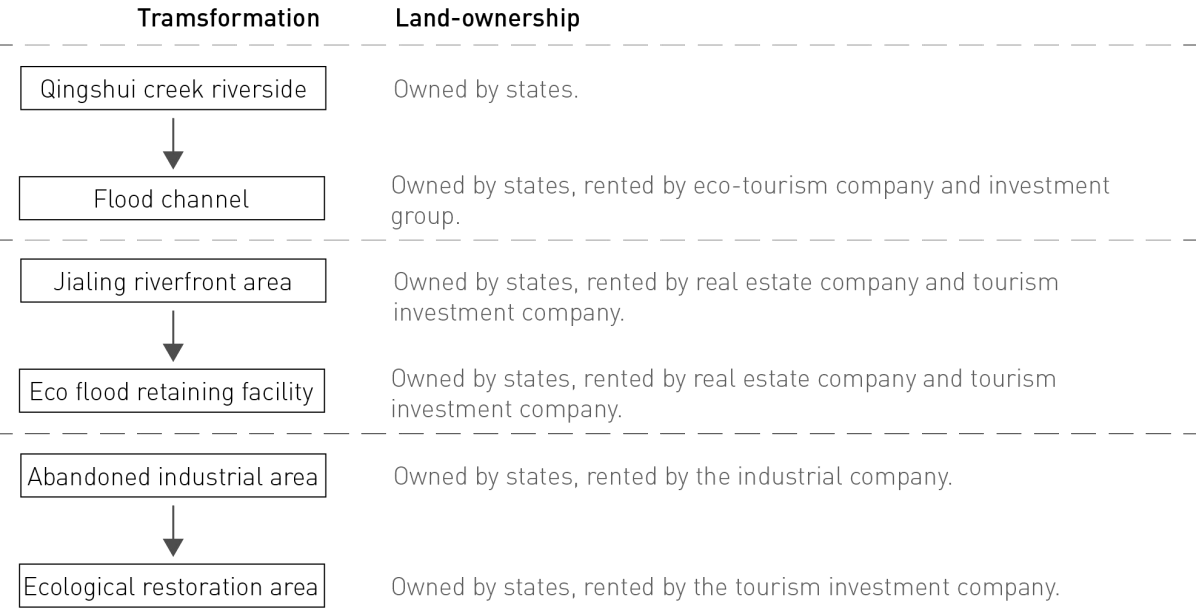 Tramsformation Land-ownership
Qingshui creek riverside Owned by states.
Flood channel Owned by states, rented by eco-tourism company and investment
group.
Jialing riverfront area Owned by states, rented by real estate company and tourism
investment company.
Eco flood retaining facility Owned by states, rented by real estate company and tourism
investment company.
Abandoned industrial area Owned by states, rented by the industrial company.
Ecological restoration area Owned by states, rented by the tourism investment company.